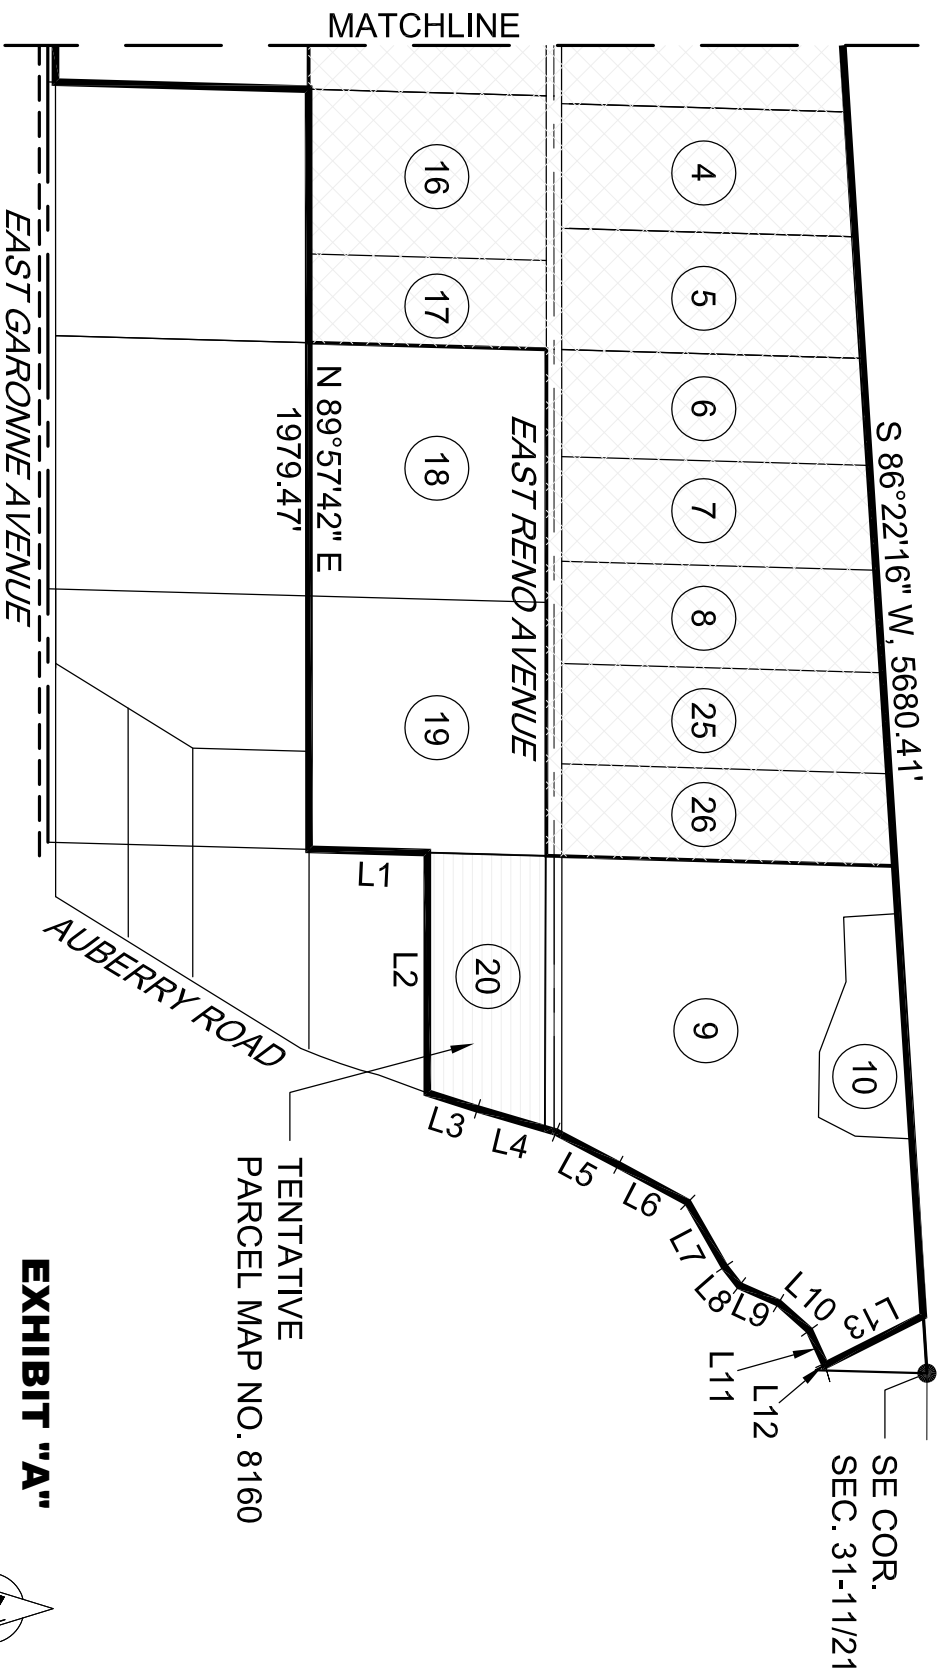 MATCHLINE
S 86°22'16" W, 5680.41'
4
5
6
7
8
25
26
9
10
16
17
18
19
20
EAST RENO AVENUE
N 89°57'42" E
1979.47'
EAST GARONNE AVENUE
AUBERRY ROAD
L1
L2
L3
L4
L5
L6
L7
L8
L9
L10
L11
L12
L13
SE COR.
SEC. 31-11/21
TENTATIVE
PARCEL MAP NO. 8160
EXHIBIT "A"